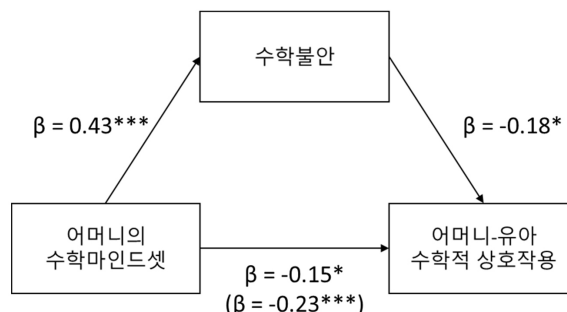 수학불안
β = 0.43***
β = -0.18*
어머니의
수학마인드셋
어머니-유아
수학적 상호작용
β = -0.15*
(β = -0.23***)